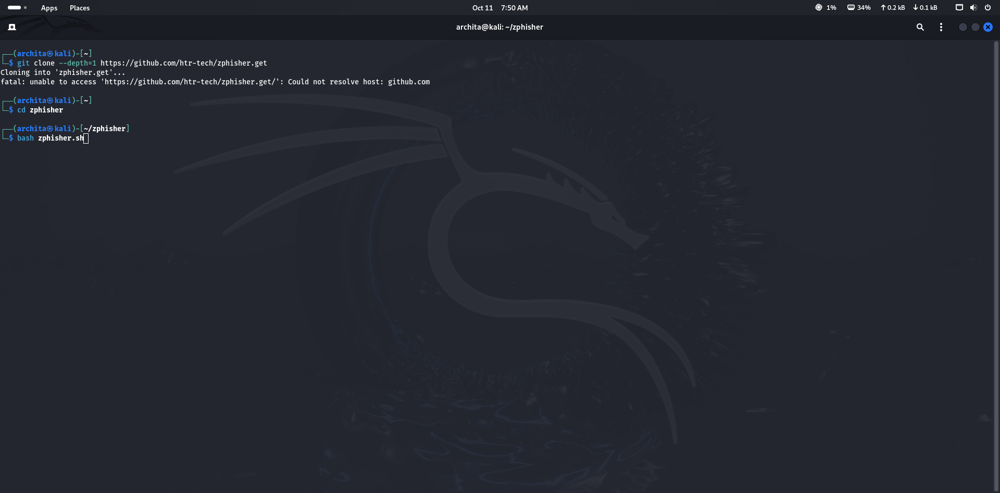 Apps Places Oct 11 7:50 AM 1% 34% ↑ 0.2 kB ↓ 0.1 kB
archita@kali: ~/zphisher
┌──(archita㉿kali)-[~]
└─$ git clone --depth=1 https://github.com/htr-tech/zphisher.get
Cloning into 'zphisher.get'...
fatal: unable to access 'https://github.com/htr-tech/zphisher.get/': Could not resolve host: github.com
┌──(archita㉿kali)-[~]
└─$ cd zphisher
┌──(archita㉿kali)-[~/zphisher]
└─$ bash zphisher.sh